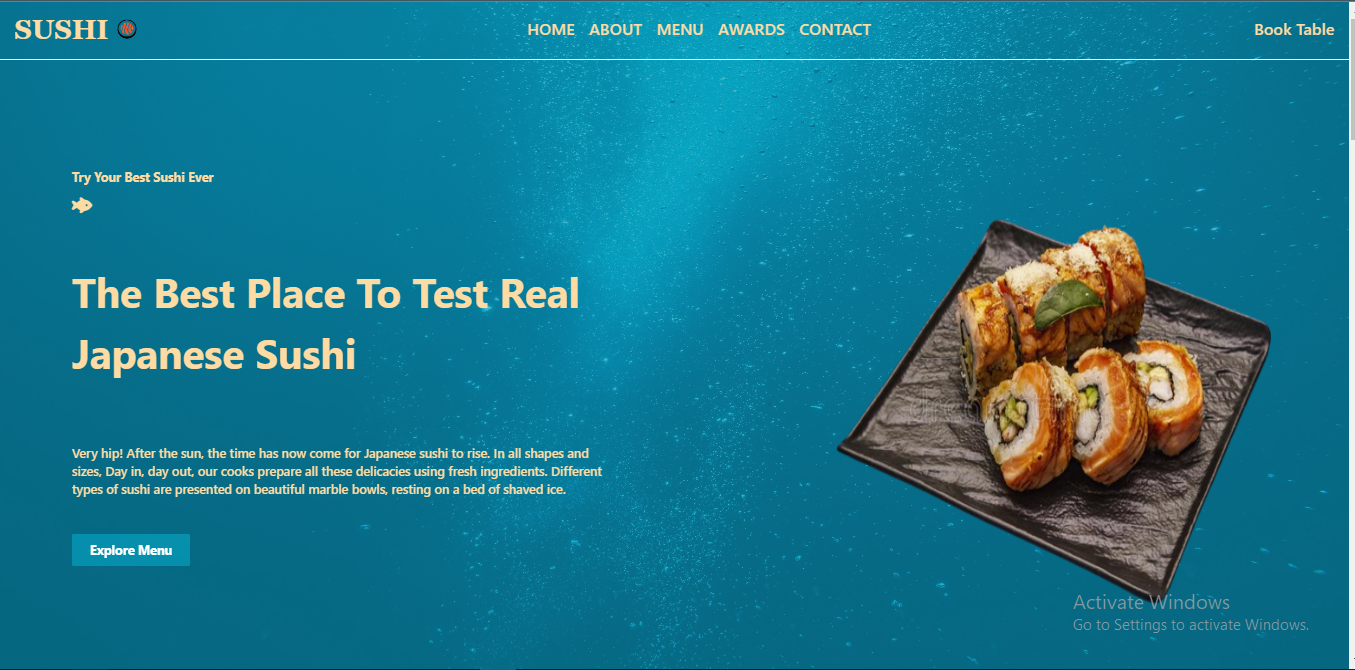 SUSHI
HOME ABOUT MENU AWARDS CONTACT
Book Table
Try Your Best Sushi Ever
The Best Place To Test Real
Japanese Sushi
Very hip! After the sun, the time has now come for Japanese sushi to rise. In all shapes and
sizes, Day in, day out, our cooks prepare all these delicacies using fresh ingredients. Different
types of sushi are presented on beautiful marble bowls, resting on a bed of shaved ice.
Explore Menu
Activate Windows
Go to Settings to activate Windows.